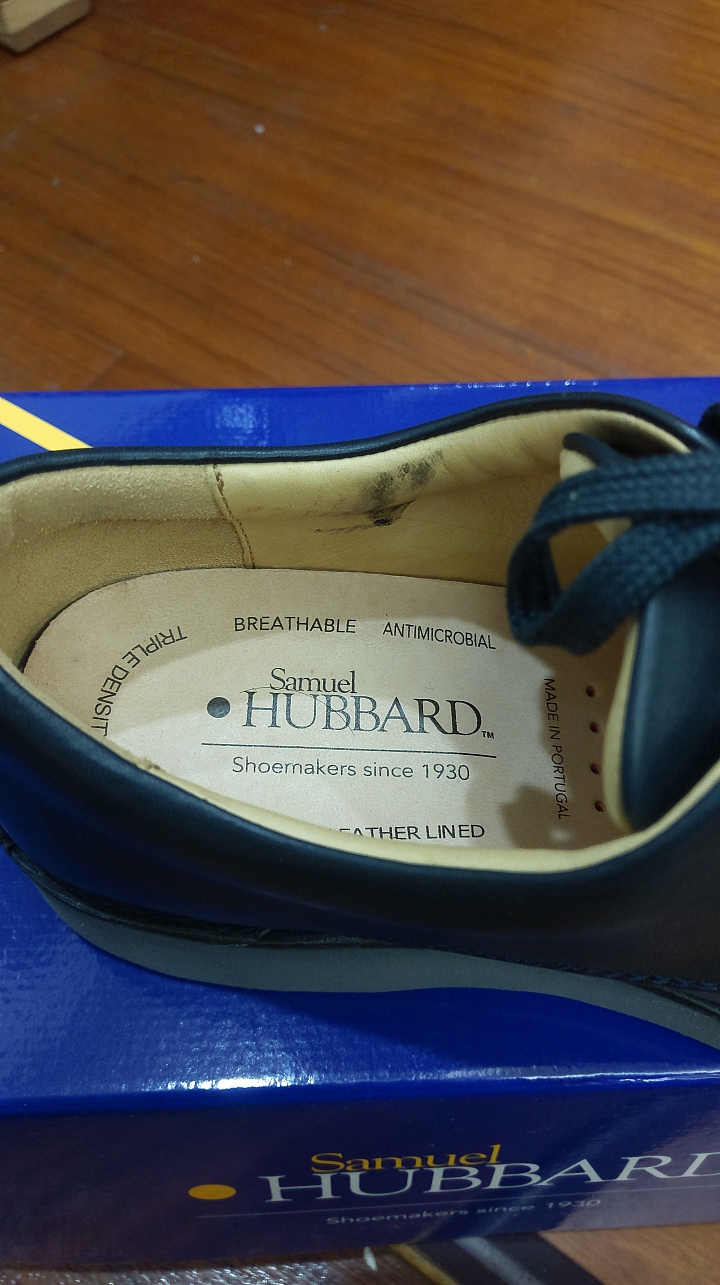 BREATHABLE ANTIMICROBIAL
TRIPLE DENSIT
Samuel
HUBBARD™
Shoemakers since 1930
MADE IN PORTUGAL
EATHER LINED
Samuel
HUBBARD
Shoemakers since 1930